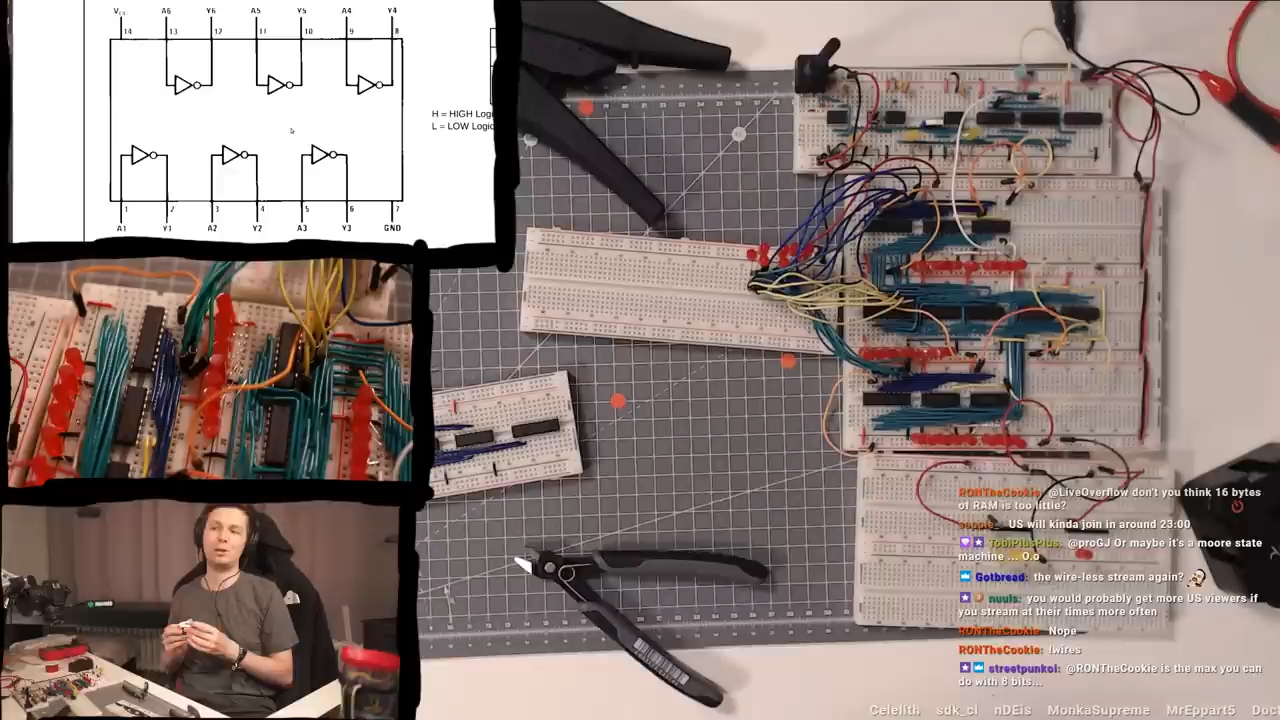 VCC A6 Y6 A5 Y5 A4 Y4
14 13 12 11 10 9 8
H = HIGH Logi
L = LOW Logic
1 2 3 4 5 6 7
A1 Y1 A2 Y2 A3 Y3 GND
RONTheCookie: @LiveOverflow don't you think 16 bytes
of RAM is too little?
US will kinda join in around 23:00
TobiPlusPlus: @proGJ Or maybe it's a moore state
machine ... O.o
Gotbread: the wire-less stream again?
nuuls: you would probably get more US viewers if
you stream at their times more often
RONTheCookie: Nope
RONTheCookie: !wires
streetpunkol: @RONTheCookie is the max you can
do with 8 bits...
Celelith sdk_cl nDEis MonkaSupreme MrEppart5 Doc